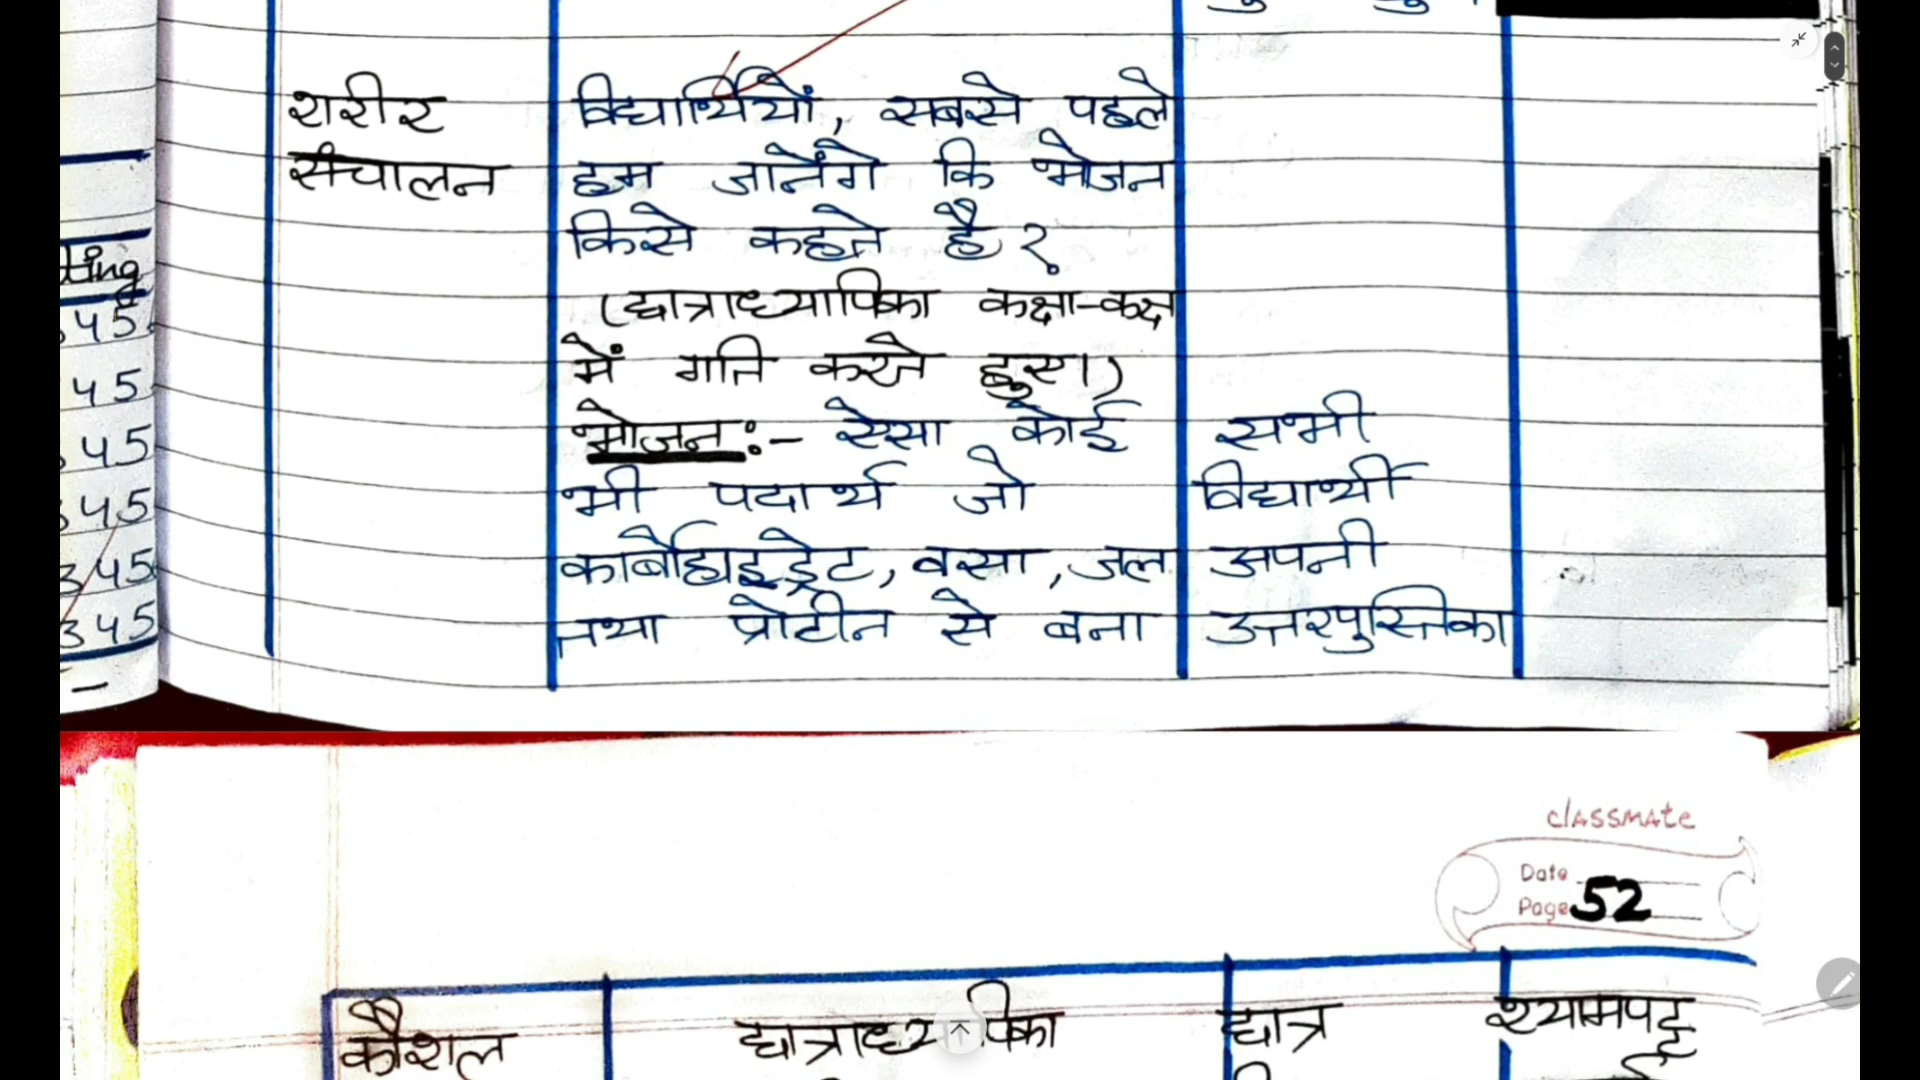 शरीर विद्यार्थियों, सबसे पहले
संचालन हम जानेंगे कि भोजन
किसे कहते है?
(छात्राध्यापिका कक्षा-कक्ष
में गति करते हुए।)
भोजन:- ऐसा कोई सभी
भी पदार्थ जो विद्यार्थी
कार्बोहाइड्रेट, वसा, जल अपनी
तथा प्रोटीन से बना उत्तरपुस्तिका
ting
45
45
45
45
345
345
classmate
Date
Page 52
कौशल छात्राध्यापिका छात्र श्यामपट्ट